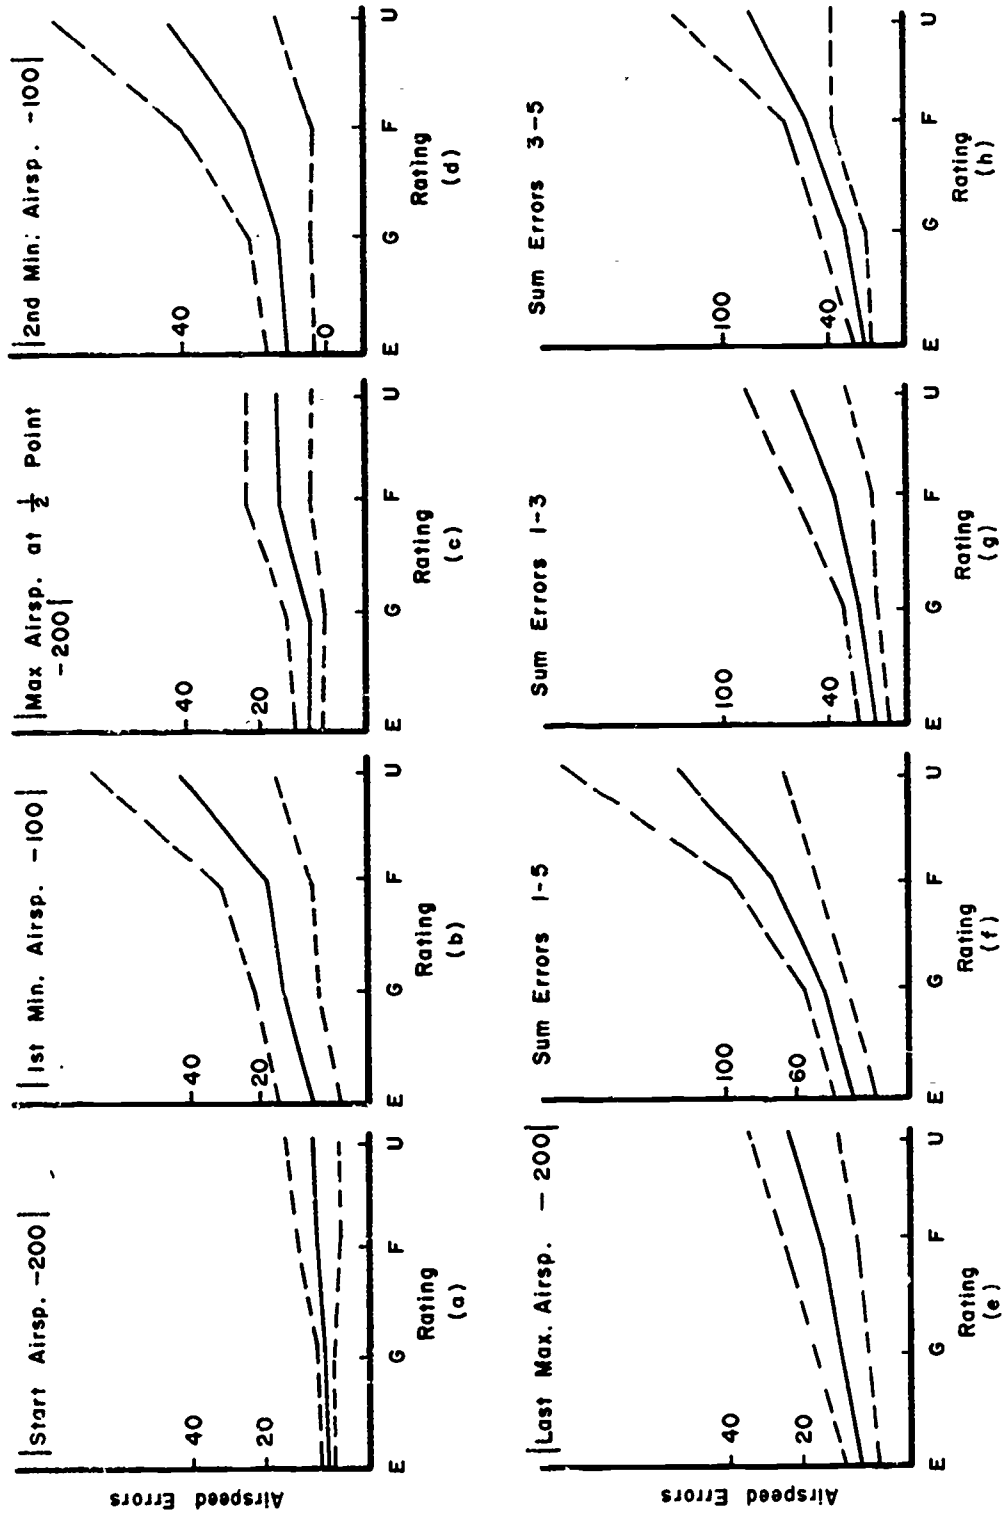 |Start Airsp. -200|
40
20
Airspeed Errors
E G F U
Rating
(a)
|1st Min. Airsp. -100|
40
20
E G F U
Rating
(b)
|Max Airsp. at 1/2 Point
-200|
40
20
E G F U
Rating
(c)
|2nd Min. Airsp. -100|
40
0
E G F U
Rating
(d)
|Last Max. Airsp. - 200|
40
20
Airspeed Errors
E G F U
Rating
(e)
Sum Errors 1-5
100
60
E G F U
Rating
(f)
Sum Errors 1-3
100
40
E G F U
Rating
(g)
Sum Errors 3-5
100
40
E G F U
Rating
(h)